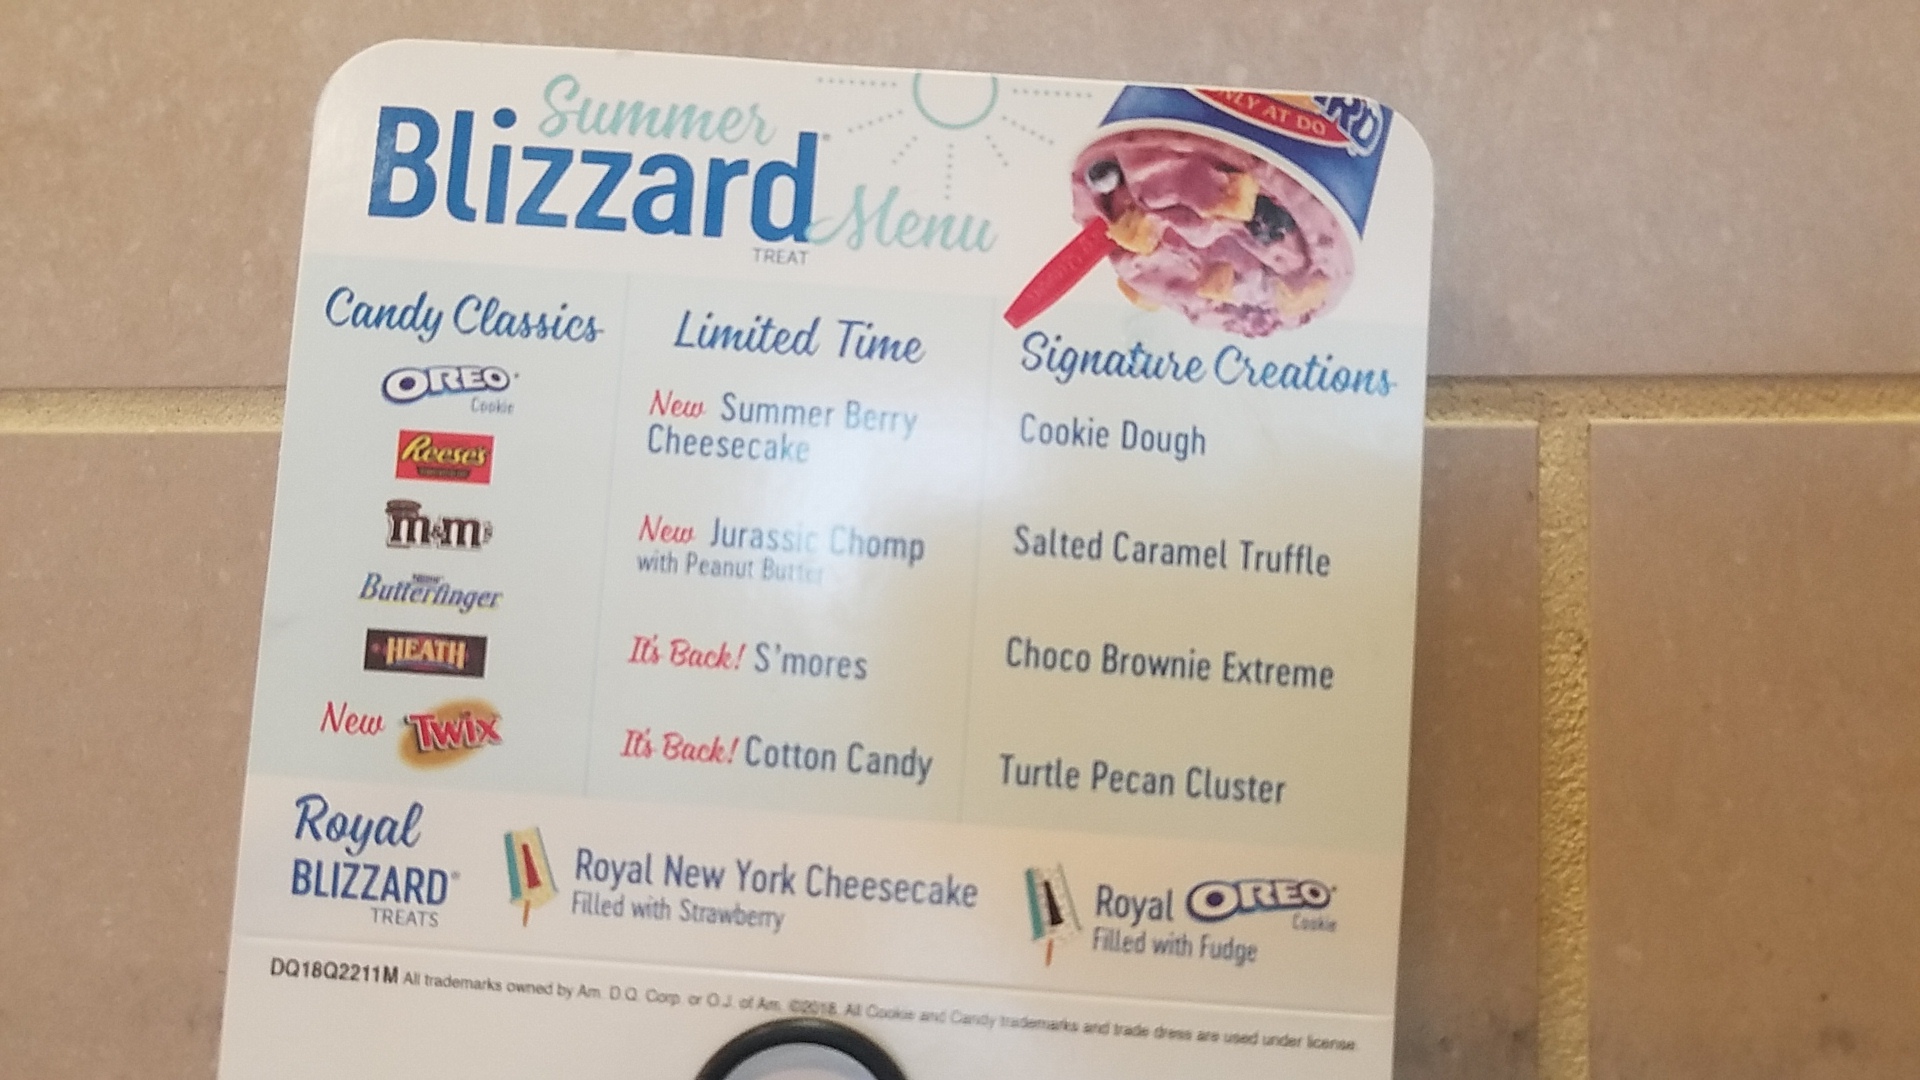 Summer
Blizzard
Menu
TREAT
ONLY AT DQ
Candy Classics
OREO
Cookie
Reese's
m&m's
Butterfinger
HEATH
New TWIX
Limited Time
New Summer Berry
Cheesecake
New Jurassic Chomp
with Peanut Butter
It's Back! S'mores
It's Back! Cotton Candy
Signature Creations
Cookie Dough
Salted Caramel Truffle
Choco Brownie Extreme
Turtle Pecan Cluster
Royal
BLIZZARD®
TREATS
Royal New York Cheesecake
Filled with Strawberry
Royal OREO
Cookie
Filled with Fudge
DQ18Q2211M All trademarks owned by Am. D.Q. Corp. or O.J. of Am. ©2018. All Cookie and Candy trademarks and trade dress are used under license.